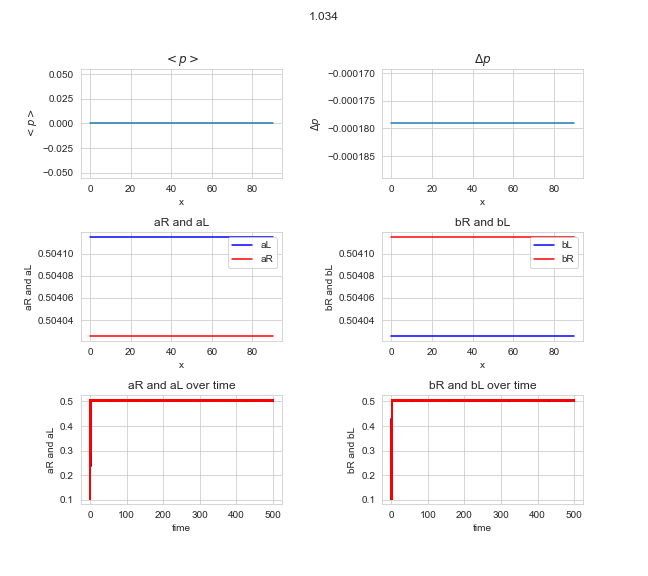 1.034
< p >
Δp
0.050
0.025
0.000
−0.025
−0.050
< p >
0 20 40 60 80
x
−0.000170
−0.000175
−0.000180
−0.000185
Δp
0 20 40 60 80
x
aR and aL
bR and bL
0.50410
0.50408
0.50406
0.50404
aR and aL
aL
aR
0 20 40 60 80
x
0.50410
0.50408
0.50406
0.50404
bR and bL
bL
bR
0 20 40 60 80
x
aR and aL over time
bR and bL over time
0.5
0.4
0.3
0.2
0.1
aR and aL
0 100 200 300 400 500
time
0.5
0.4
0.3
0.2
0.1
bR and bL
0 100 200 300 400 500
time